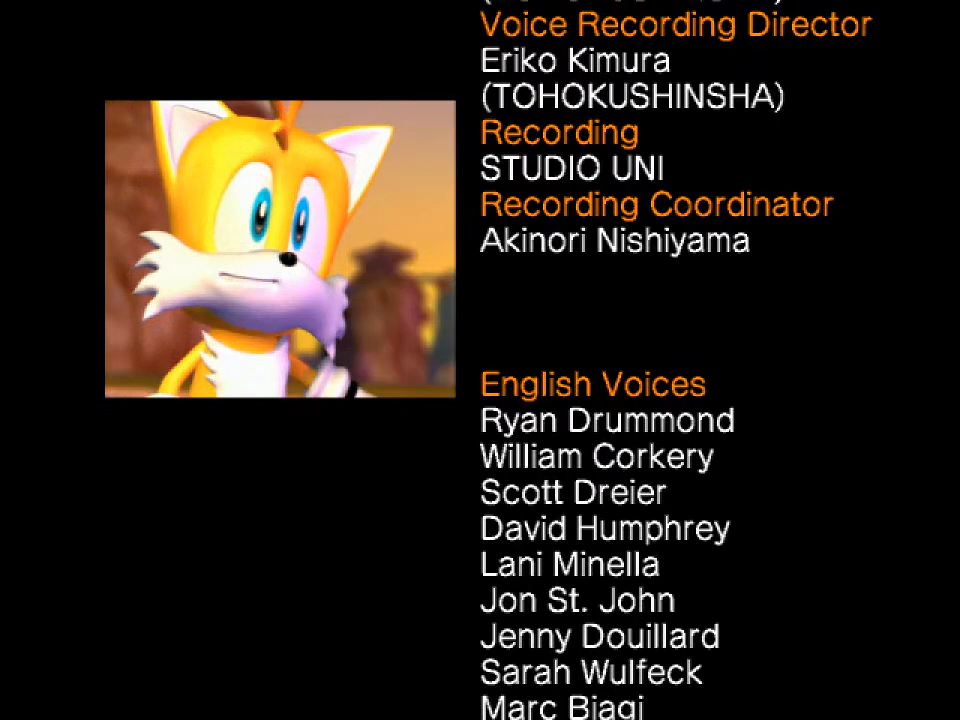 Voice Recording Director
Eriko Kimura
(TOHOKUSHINSHA)
Recording
STUDIO UNI
Recording Coordinator
Akinori Nishiyama
English Voices
Ryan Drummond
William Corkery
Scott Dreier
David Humphrey
Lani Minella
Jon St. John
Jenny Douillard
Sarah Wulfeck
Marc Biagi